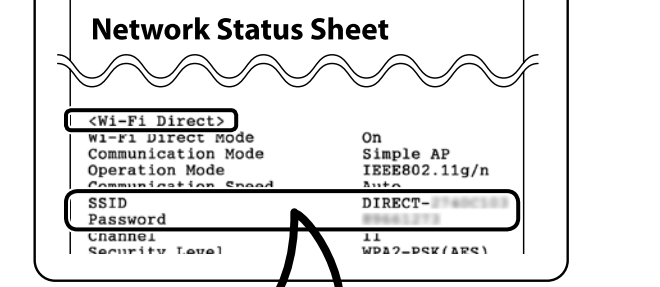 Network Status Sheet
<Wi-Fi Direct>
Wi-Fi Direct Mode On
Communication Mode Simple AP
Operation Mode IEEE802.11g/n
Communication Speed Auto
SSID DIRECT-
Password
Channel 11
Security Level WPA2-PSK(AES)